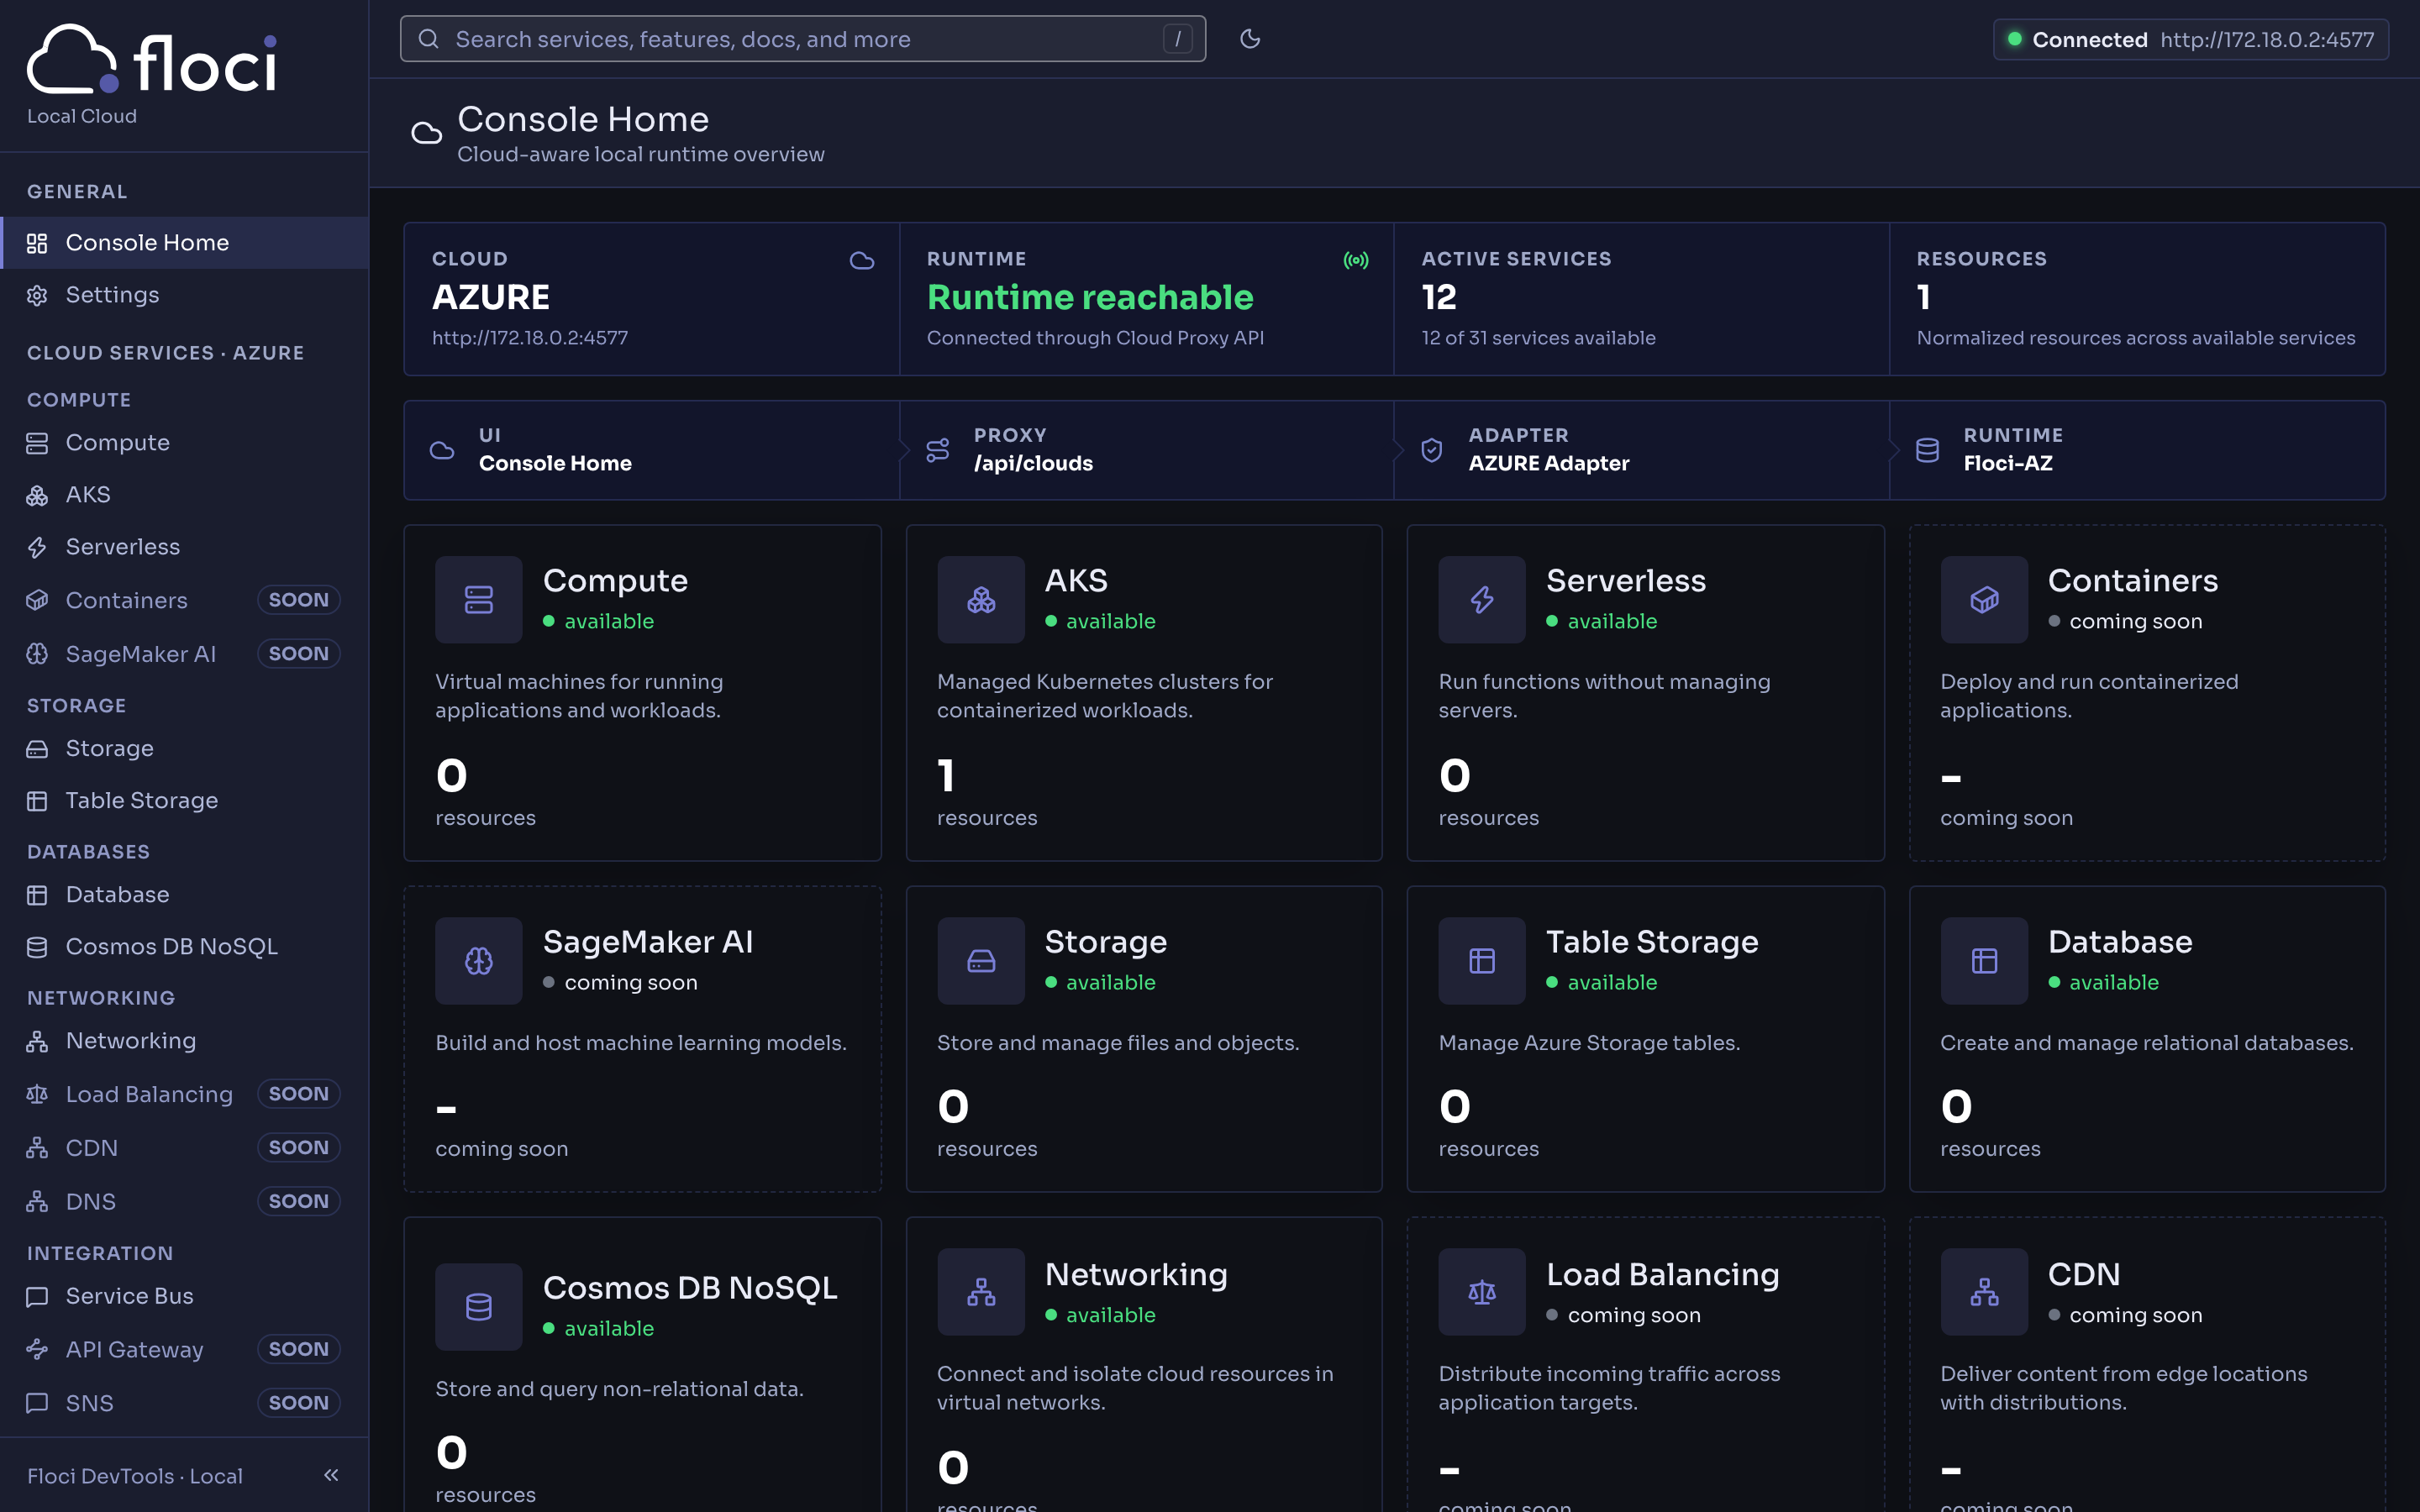 floci
Local Cloud
GENERAL
Console Home
Settings
CLOUD SERVICES · AZURE
COMPUTE
Compute
AKS
Serverless
Containers SOON
SageMaker AI SOON
STORAGE
Storage
Table Storage
DATABASES
Database
Cosmos DB NoSQL
NETWORKING
Networking
Load Balancing SOON
CDN SOON
DNS SOON
INTEGRATION
Service Bus
API Gateway SOON
SNS SOON
Floci DevTools · Local
Search services, features, docs, and more /
Connected http://172.18.0.2:4577
Console Home
Cloud-aware local runtime overview
CLOUD
AZURE
http://172.18.0.2:4577
RUNTIME
Runtime reachable
Connected through Cloud Proxy API
ACTIVE SERVICES
12
12 of 31 services available
RESOURCES
1
Normalized resources across available services
UI
Console Home
PROXY
/api/clouds
ADAPTER
AZURE Adapter
RUNTIME
Floci-AZ
Compute
available
Virtual machines for running
applications and workloads.
0
resources
AKS
available
Managed Kubernetes clusters for
containerized workloads.
1
resources
Serverless
available
Run functions without managing
servers.
0
resources
Containers
coming soon
Deploy and run containerized
applications.
-
coming soon
SageMaker AI
coming soon
Build and host machine learning models.
-
coming soon
Storage
available
Store and manage files and objects.
0
resources
Table Storage
available
Manage Azure Storage tables.
0
resources
Database
available
Create and manage relational databases.
0
resources
Cosmos DB NoSQL
available
Store and query non-relational data.
0
resources
Networking
available
Connect and isolate cloud resources in
virtual networks.
0
resources
Load Balancing
coming soon
Distribute incoming traffic across
application targets.
-
coming soon
CDN
coming soon
Deliver content from edge locations
with distributions.
-
coming soon